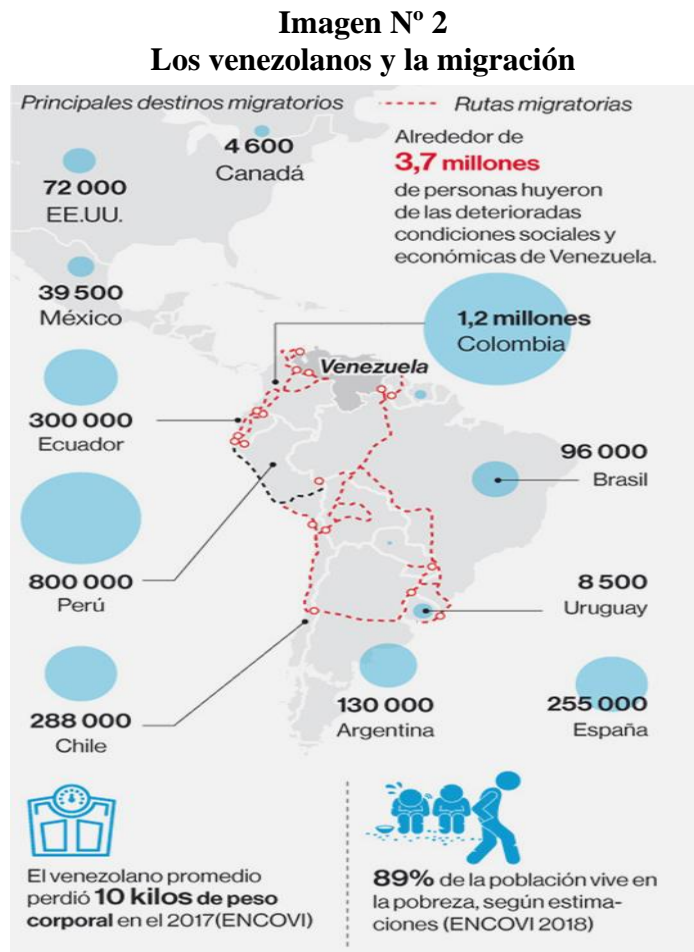 Imagen Nº 2
Los venezolanos y la migración
Principales destinos migratorios
Rutas migratorias
4 600
Canadá
72 000
EE.UU.
Alrededor de
3,7 millones
de personas huyeron
de las deterioradas
condiciones sociales y
económicas de Venezuela.
39 500
México
1,2 millones
Colombia
Venezuela
300 000
Ecuador
96 000
Brasil
800 000
Perú
8 500
Uruguay
288 000
Chile
130 000
Argentina
255 000
España
El venezolano promedio
perdió 10 kilos de peso
corporal en el 2017(ENCOVI)
89% de la población vive en
la pobreza, según estima-
ciones (ENCOVI 2018)